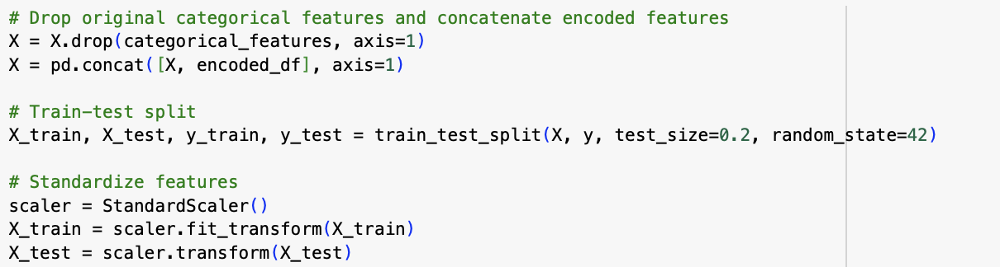 # Drop original categorical features and concatenate encoded features
X = X.drop(categorical_features, axis=1)
X = pd.concat([X, encoded_df], axis=1)
# Train-test split
X_train, X_test, y_train, y_test = train_test_split(X, y, test_size=0.2, random_state=42)
# Standardize features
scaler = StandardScaler()
X_train = scaler.fit_transform(X_train)
X_test = scaler.transform(X_test)